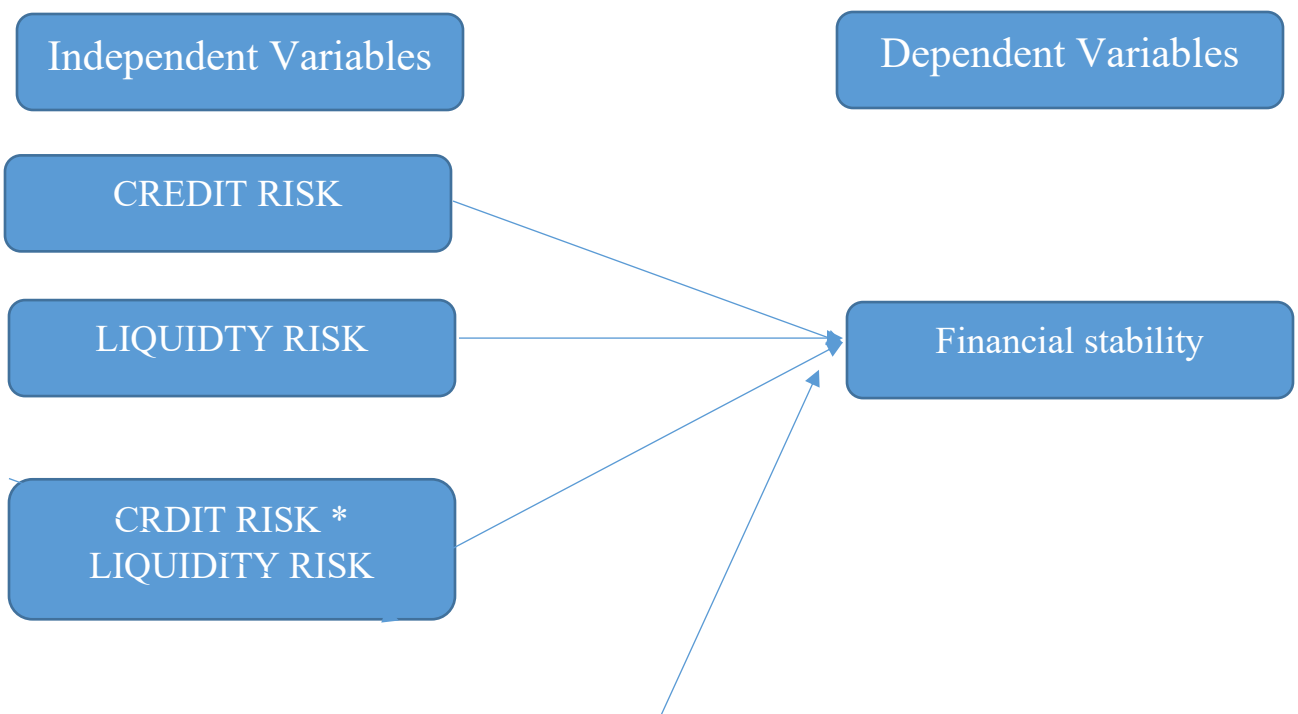 Independent Variables
Dependent Variables
CREDIT RISK
LIQUIDTY RISK
Financial stability
CRDIT RISK *
LIQUIDITY RISK